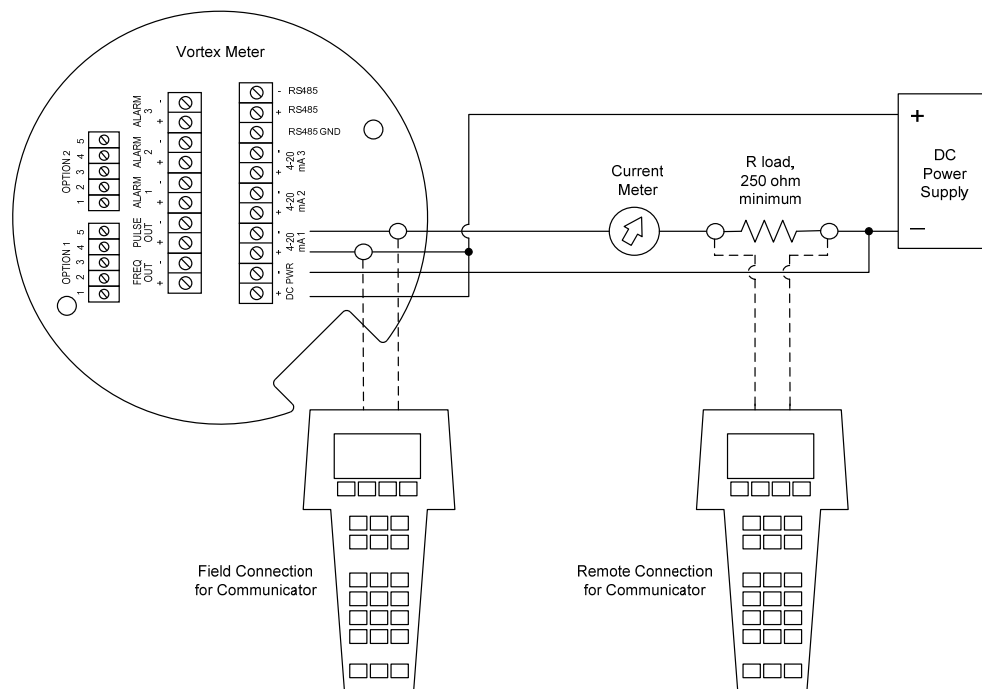 Vortex Meter
- RS485
+ RS485
RS485 GND
- 4-20
+ mA 3
- 4-20
+ mA 2
- 4-20
+ mA 1
- DC PWR
+
ALARM 3 - +
ALARM 2 - +
ALARM 1 - +
PULSE OUT - +
FREQ OUT - +
OPTION 2
5
4
3
2
1
OPTION 1
5
4
3
2
1
Current
Meter
R load,
250 ohm
minimum
+
DC
Power
Supply
–
Field Connection
for Communicator
Remote Connection
for Communicator